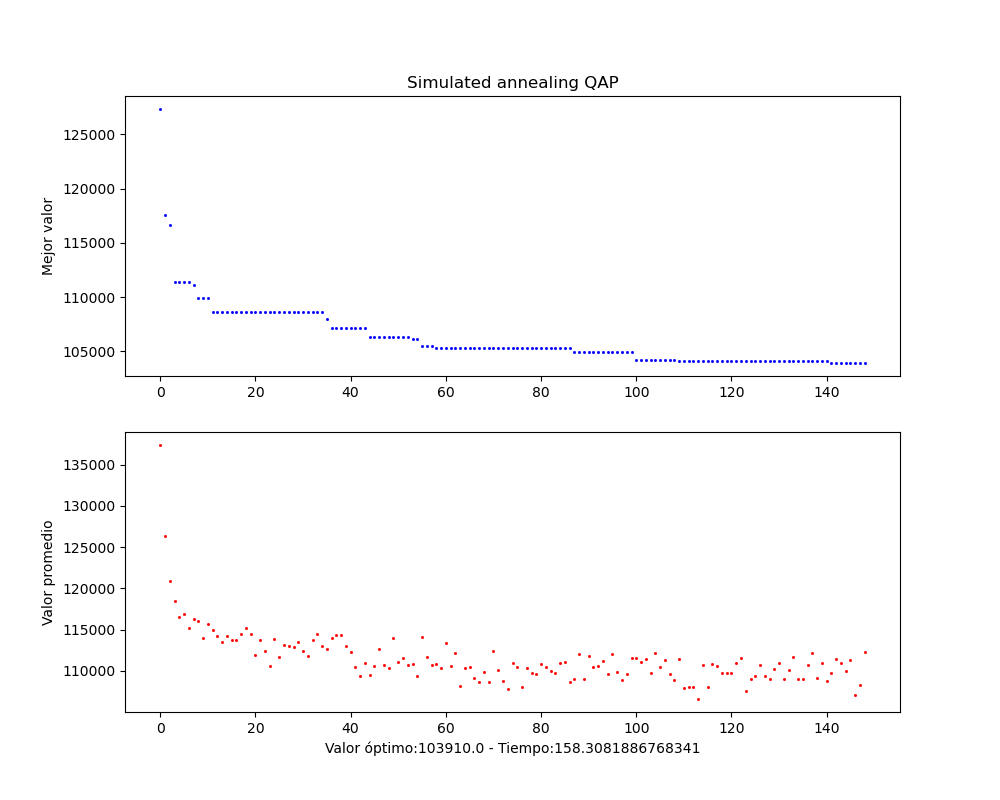 Simulated annealing QAP
Mejor valor
125000
120000
115000
110000
105000
0 20 40 60 80 100 120 140
Valor promedio
135000
130000
125000
120000
115000
110000
0 20 40 60 80 100 120 140
Valor óptimo:103910.0 - Tiempo:158.3081886768341